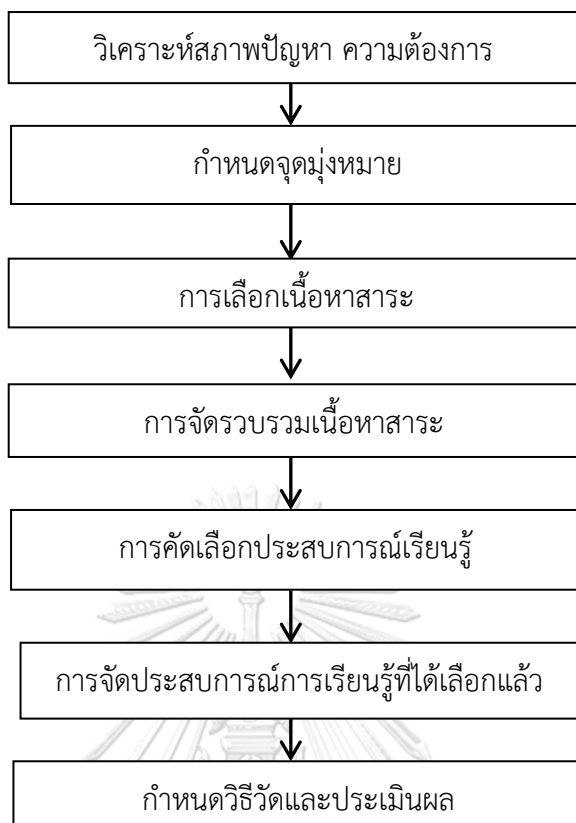 วิเคราะห์สภาพปัญหา ความต้องการ
กำหนดจุดมุ่งหมาย
การเลือกเนื้อหาสาระ
การจัดรวบรวมเนื้อหาสาระ
การคัดเลือกประสบการณ์เรียนรู้
การจัดประสบการณ์การเรียนรู้ที่ได้เลือกแล้ว
กำหนดวิธีวัดและประเมินผล